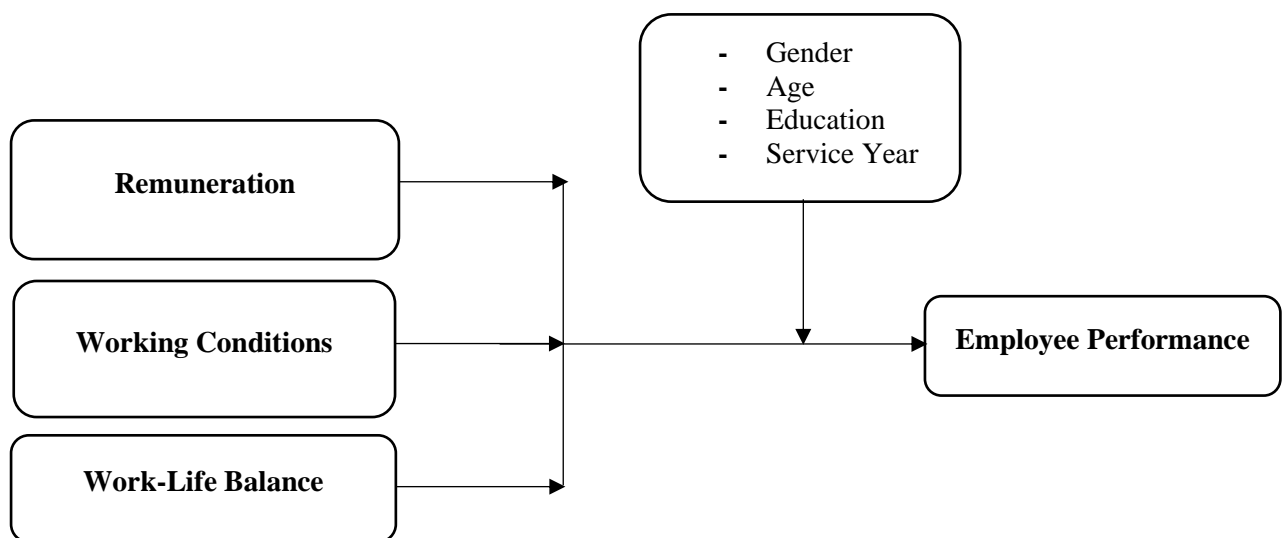 - Gender
- Age
- Education
- Service Year
Remuneration
Working Conditions
Employee Performance
Work-Life Balance